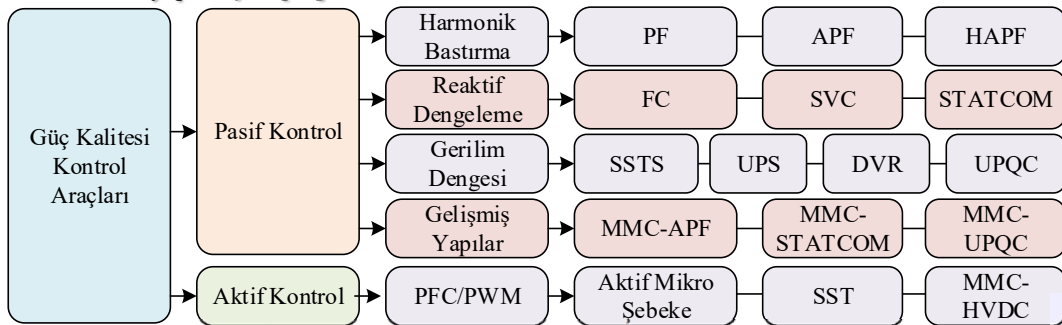 Güç Kalitesi
Kontrol
Araçları
Pasif Kontrol
Harmonik
Bastırma
PF
APF
HAPF
Reaktif
Dengeleme
FC
SVC
STATCOM
Gerilim
Dengesi
SSTS
UPS
DVR
UPQC
Gelişmiş
Yapılar
MMC-APF
MMC-
STATCOM
MMC-
UPQC
Aktif Kontrol
PFC/PWM
Aktif Mikro
Şebeke
SST
MMC-
HVDC